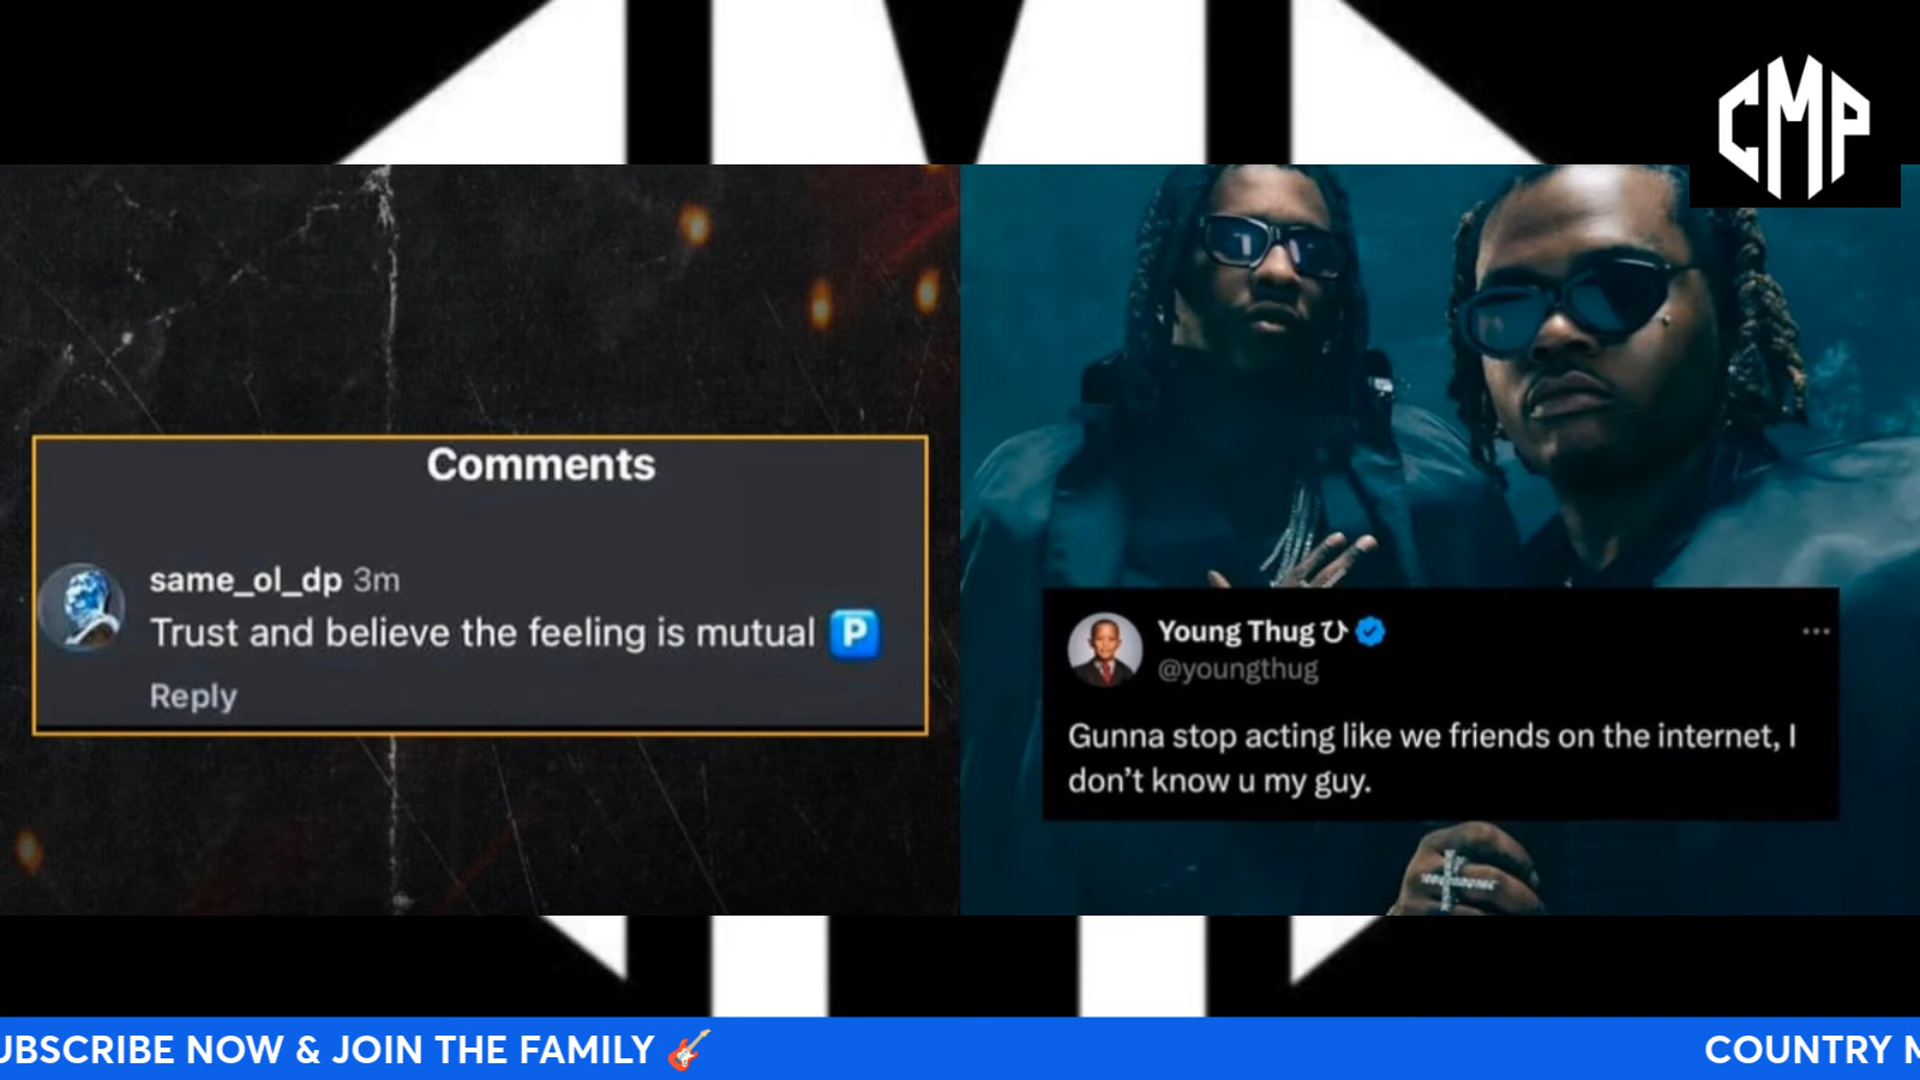 CMP
Comments
same_ol_dp 3m
Trust and believe the feeling is mutual 🅿️
Reply
Young Thug ひ
@youngthug
Gunna stop acting like we friends on the internet, I
don’t know u my guy.
UBSCRIBE NOW & JOIN THE FAMILY 🎸
COUNTRY M